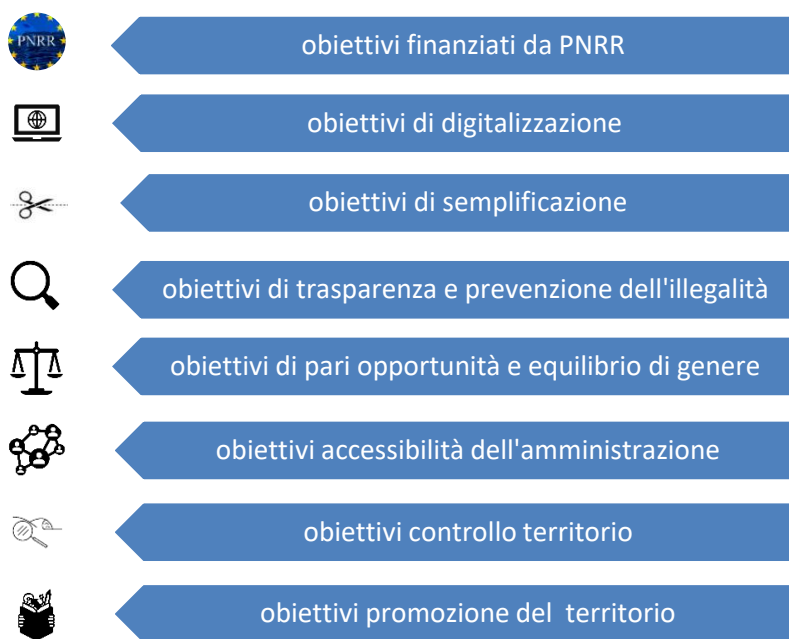 PNRR
obiettivi finanziati da PNRR
obiettivi di digitalizzazione
obiettivi di semplificazione
obiettivi di trasparenza e prevenzione dell'illegalità
obiettivi di pari opportunità e equilibrio di genere
obiettivi accessibilità dell'amministrazione
obiettivi controllo territorio
obiettivi promozione del  territorio